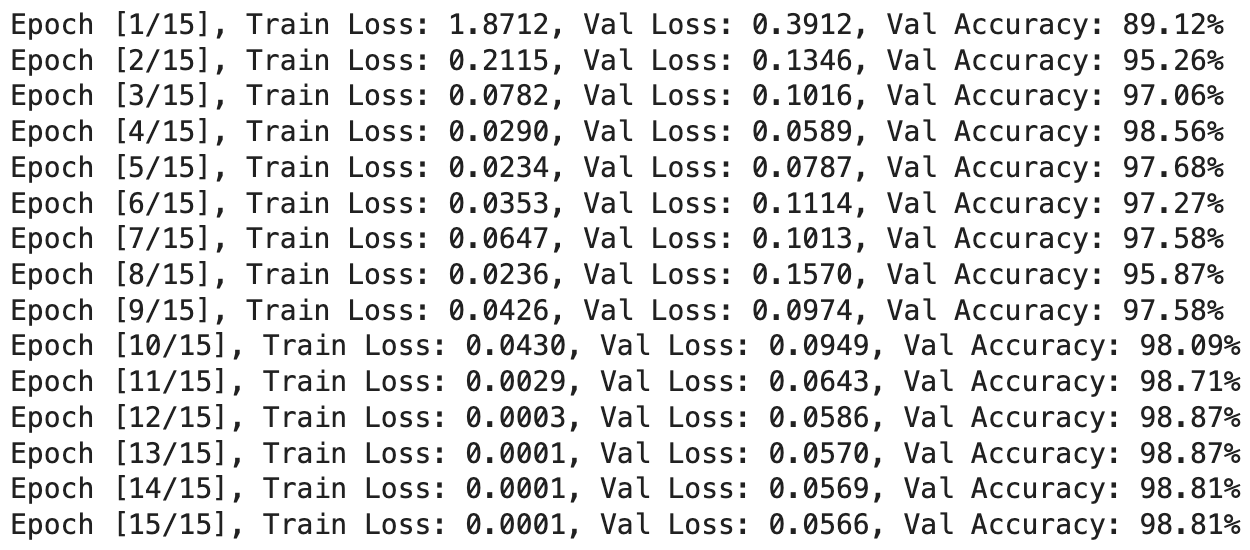 Epoch [1/15], Train Loss: 1.8712, Val Loss: 0.3912, Val Accuracy: 89.12%
Epoch [2/15], Train Loss: 0.2115, Val Loss: 0.1346, Val Accuracy: 95.26%
Epoch [3/15], Train Loss: 0.0782, Val Loss: 0.1016, Val Accuracy: 97.06%
Epoch [4/15], Train Loss: 0.0290, Val Loss: 0.0589, Val Accuracy: 98.56%
Epoch [5/15], Train Loss: 0.0234, Val Loss: 0.0787, Val Accuracy: 97.68%
Epoch [6/15], Train Loss: 0.0353, Val Loss: 0.1114, Val Accuracy: 97.27%
Epoch [7/15], Train Loss: 0.0647, Val Loss: 0.1013, Val Accuracy: 97.58%
Epoch [8/15], Train Loss: 0.0236, Val Loss: 0.1570, Val Accuracy: 95.87%
Epoch [9/15], Train Loss: 0.0426, Val Loss: 0.0974, Val Accuracy: 97.58%
Epoch [10/15], Train Loss: 0.0430, Val Loss: 0.0949, Val Accuracy: 98.09%
Epoch [11/15], Train Loss: 0.0029, Val Loss: 0.0643, Val Accuracy: 98.71%
Epoch [12/15], Train Loss: 0.0003, Val Loss: 0.0586, Val Accuracy: 98.87%
Epoch [13/15], Train Loss: 0.0001, Val Loss: 0.0570, Val Accuracy: 98.87%
Epoch [14/15], Train Loss: 0.0001, Val Loss: 0.0569, Val Accuracy: 98.81%
Epoch [15/15], Train Loss: 0.0001, Val Loss: 0.0566, Val Accuracy: 98.81%